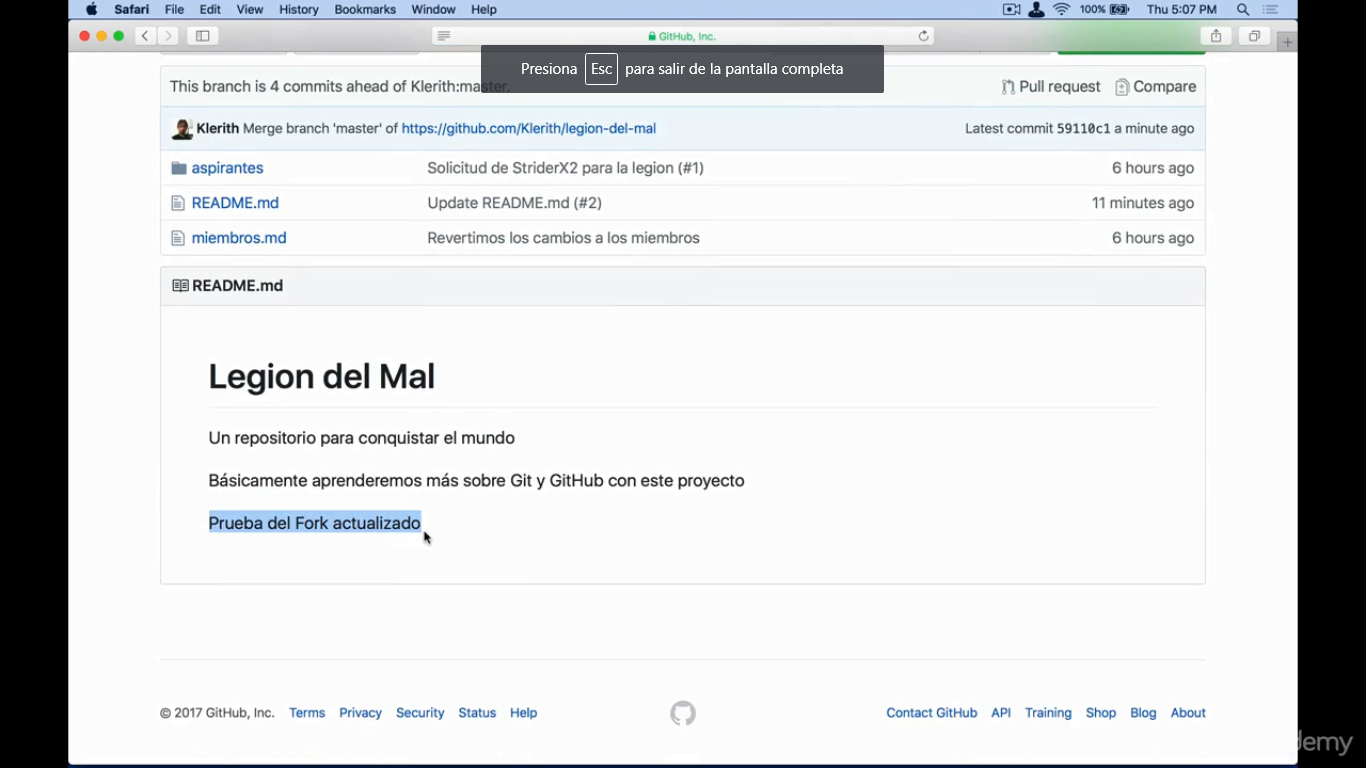 Safari File Edit View History Bookmarks Window Help 100% Thu 5:07 PM
GitHub, Inc.
Presiona Esc para salir de la pantalla completa
This branch is 4 commits ahead of Klerith:master. Pull request Compare
Klerith Merge branch 'master' of https://github.com/Klerith/legion-del-mal Latest commit 59110c1 a minute ago
aspirantes Solicitud de StriderX2 para la legion (#1) 6 hours ago
README.md Update README.md (#2) 11 minutes ago
miembros.md Revertimos los cambios a los miembros 6 hours ago
README.md
Legion del Mal
Un repositorio para conquistar el mundo
Básicamente aprenderemos más sobre Git y GitHub con este proyecto
Prueba del Fork actualizado
© 2017 GitHub, Inc. Terms Privacy Security Status Help Contact GitHub API Training Shop Blog About
demy